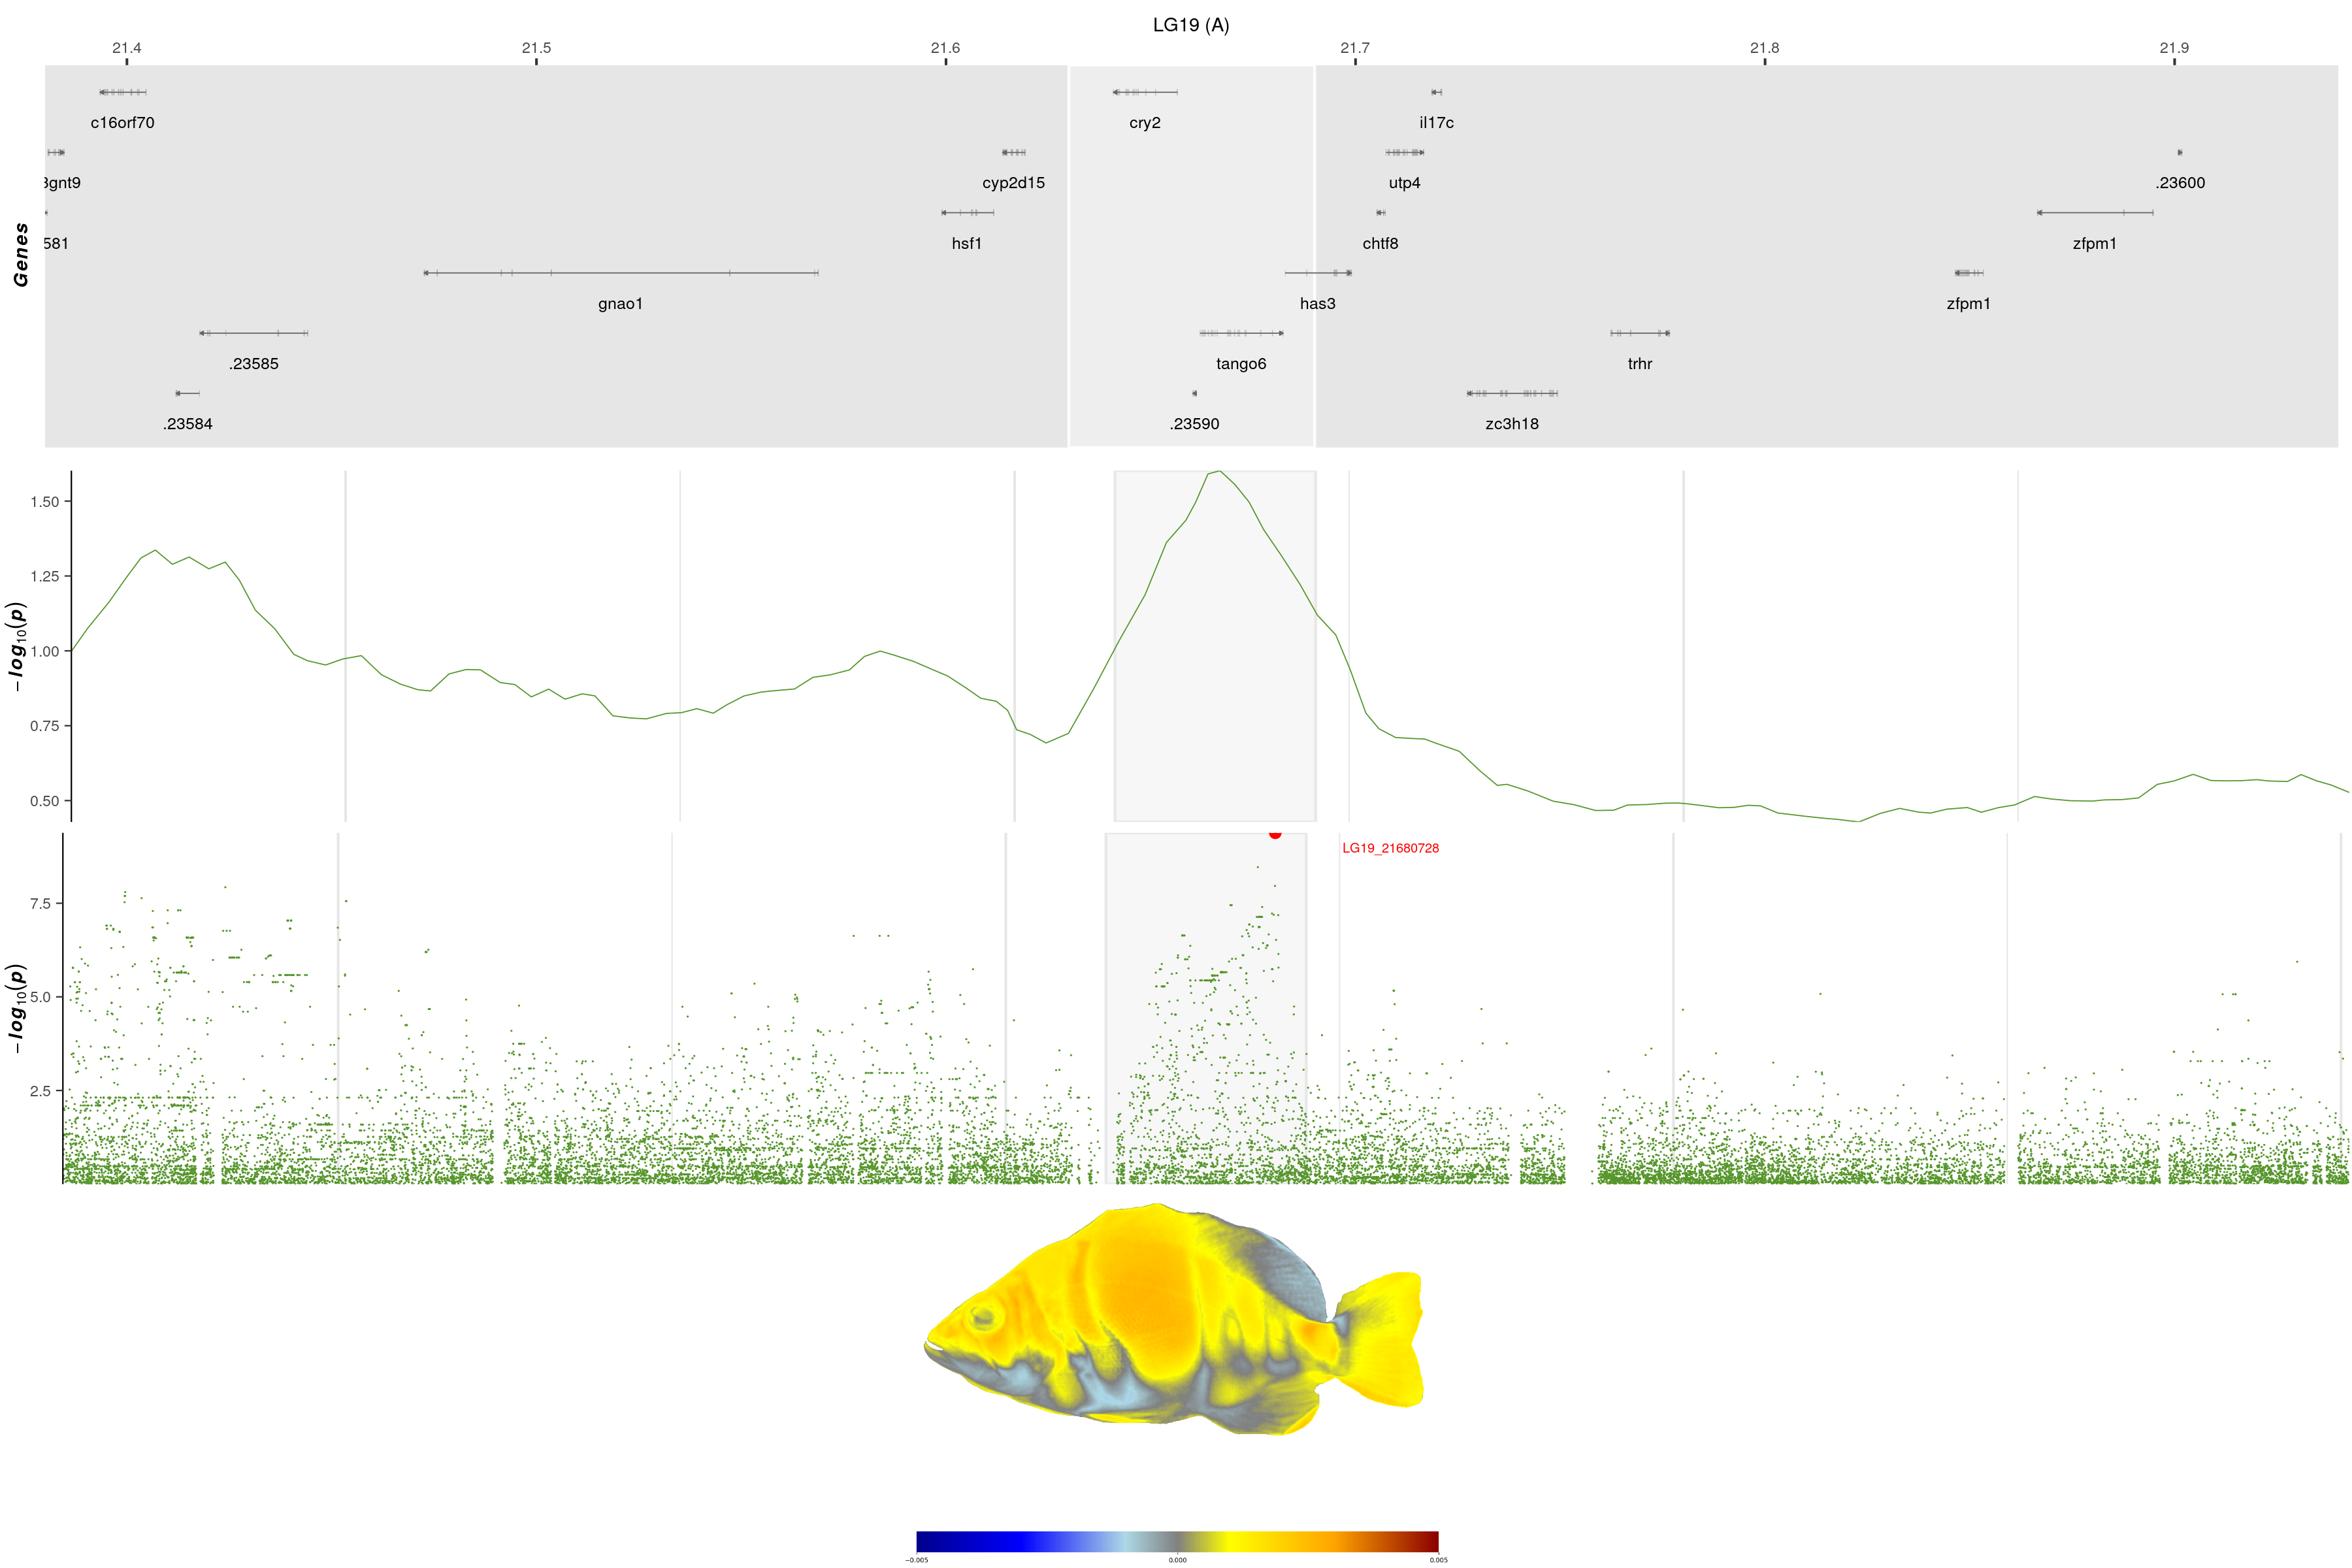 LG19 (A)
21.4 21.5 21.6 21.7 21.8 21.9
c16orf70 cry2 il17c
3gnt9 cyp2d15 utp4 .23600
581 hsf1 chtf8 zfpm1
Genes
gnao1 has3 zfpm1
.23585 tango6 trhr
.23584 .23590 zc3h18
1.50
1.25
1.00
0.75
0.50
−log10(p)
LG19_21680728
7.5
5.0
2.5
−log10(p)
−0.005 0.000 0.005